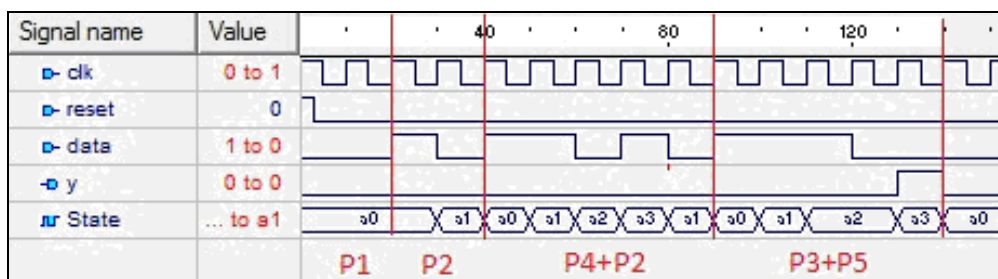 Signal name Value 40 80 120
clk 0 to 1
reset 0
data 1 to 0
y 0 to 0
State ... to a1 s0 s1 s0 s1 s2 s3 s1 s0 s1 s2 s3 s0
P1 P2 P4+P2 P3+P5